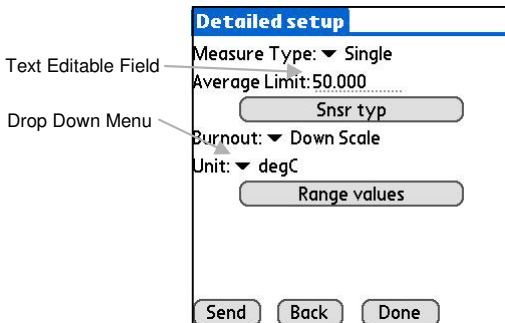 Detailed setup
Measure Type: ▼ Single
Text Editable Field
Average Limit: 50.000
Snsr typ
Drop Down Menu
Burnout: ▼ Down Scale
Unit: ▼ degC
Range values
Send Back Done